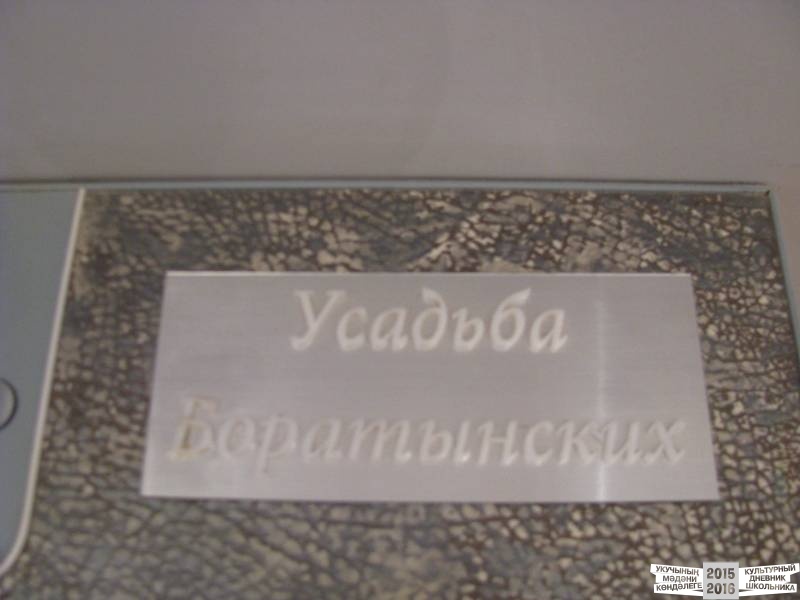 Усадьба
Боратынских
УКУЧЫНЫҢ
МӘДӘНИ
КӨНДӘЛЕГЕ
2015
2016
КУЛЬТУРНЫЙ
ДНЕВНИК
ШКОЛЬНИКА